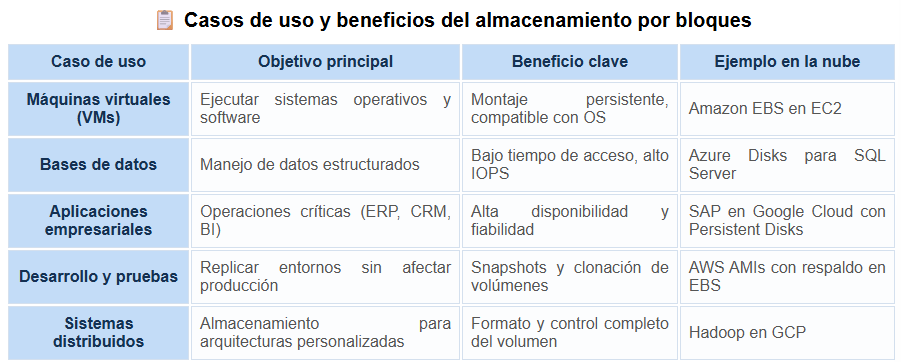 📋 Casos de uso y beneficios del almacenamiento por bloques
Caso de uso Objetivo principal Beneficio clave Ejemplo en la nube
Máquinas virtuales
(VMs)
Ejecutar sistemas operativos y
software
Montaje persistente,
compatible con OS
Amazon EBS en EC2
Bases de datos
Manejo de datos estructurados
Bajo tiempo de acceso, alto
IOPS
Azure Disks para SQL
Server
Aplicaciones
empresariales
Operaciones críticas (ERP, CRM,
BI)
Alta disponibilidad y
fiabilidad
SAP en Google Cloud con
Persistent Disks
Desarrollo y pruebas
Replicar entornos sin afectar
producción
Snapshots y clonación de
volúmenes
AWS AMIs con respaldo en
EBS
Sistemas
distribuidos
Almacenamiento para
arquitecturas personalizadas
Formato y control completo
del volumen
Hadoop en GCP